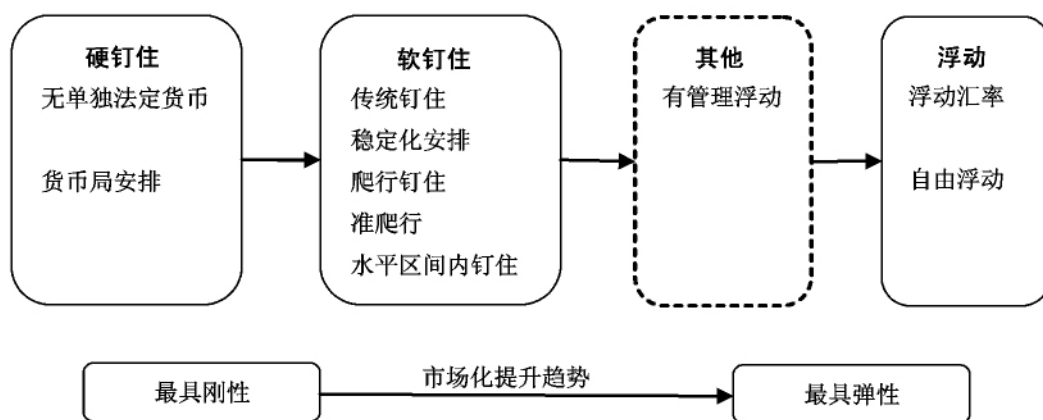 硬钉住
无单独法定货币
货币局安排
软钉住
传统钉住
稳定化安排
爬行钉住
准爬行
水平区间内钉住
其他
有管理浮动
浮动
浮动汇率
自由浮动
最具刚性
市场化提升趋势
最具弹性